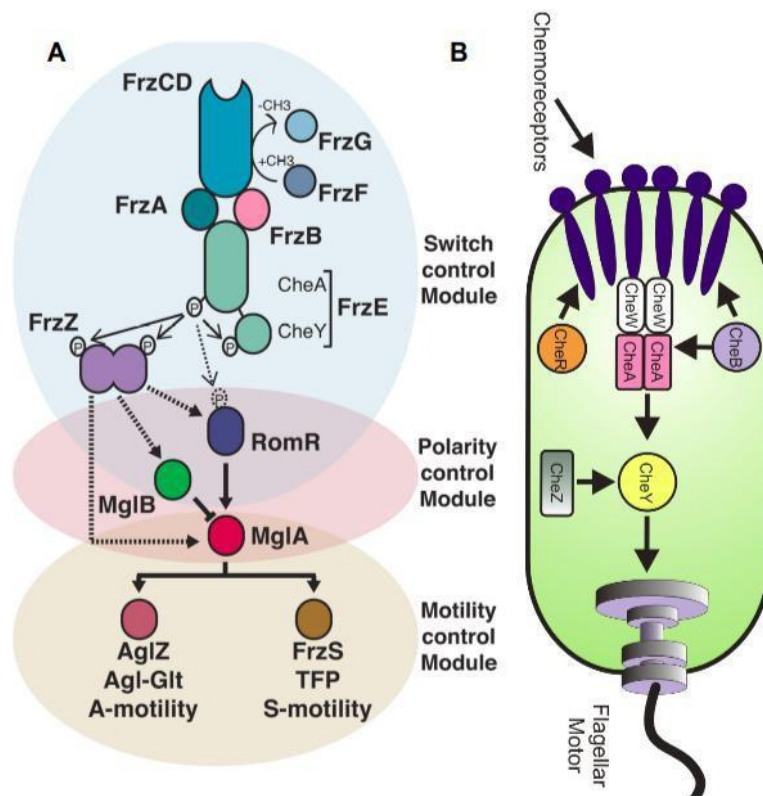 A
FrzCD
-CH3
FrzG
+CH3
FrzF
FrzA
FrzB
CheA
FrzE
CheY
P
P
P
P
P
FrzZ
RomR
MglB
MglA
AglZ
Agl-Glt
A-motility
FrzS
TFP
S-motility
Switch
control
Module
Polarity
control
Module
Motility
control
Module
B
Chemoreceptors
CheW
CheW
CheR
CheA
CheA
CheB
CheZ
CheY
Flagellar
Motor